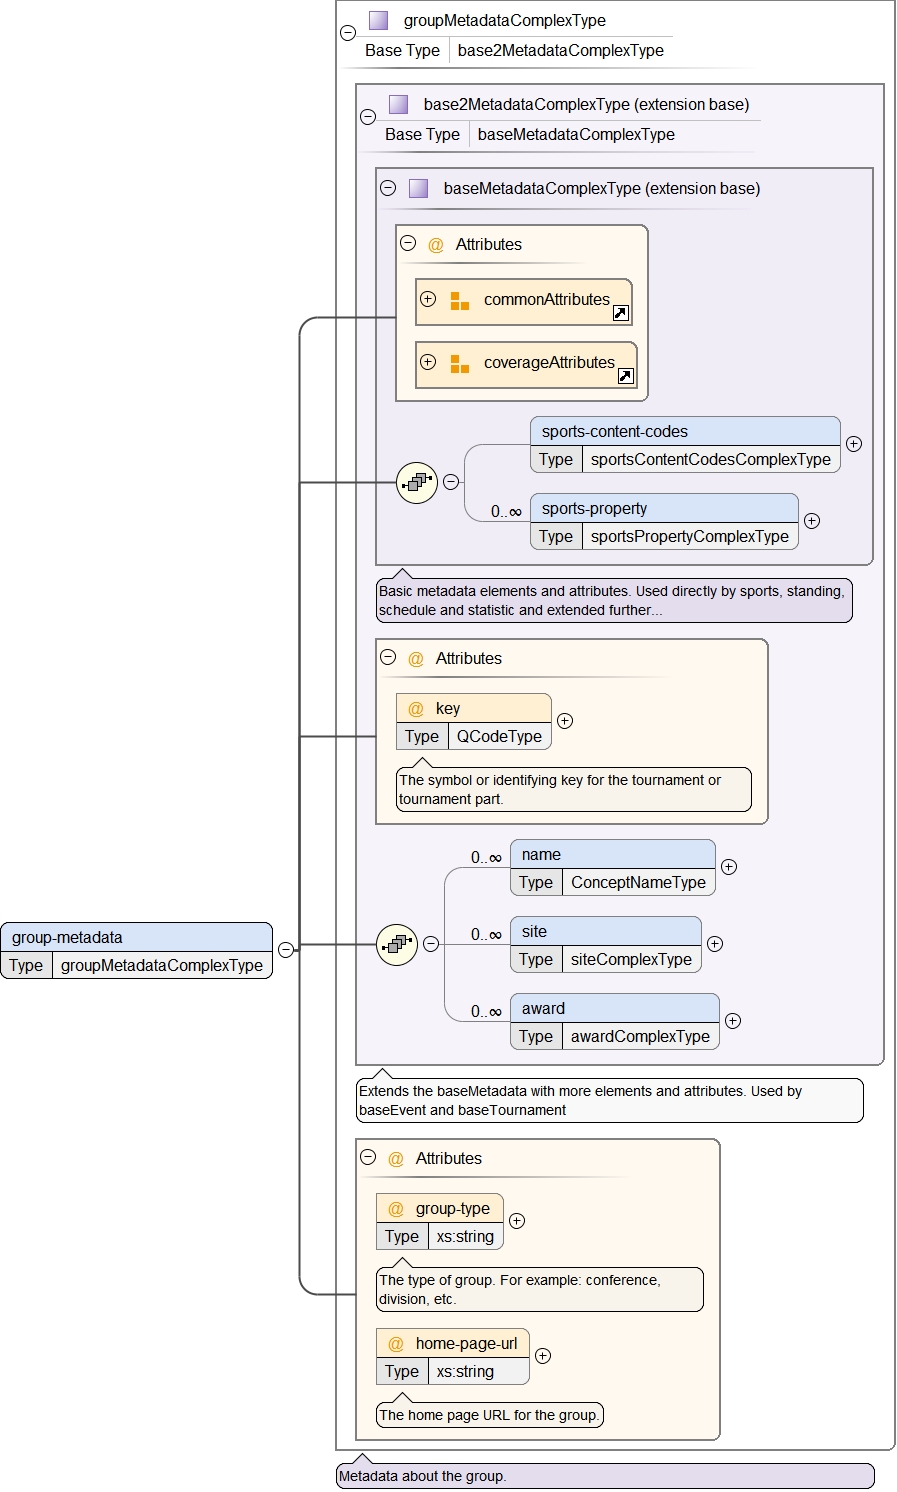 groupMetadataComplexType
Base Type base2MetadataComplexType
base2MetadataComplexType (extension base)
Base Type baseMetadataComplexType
baseMetadataComplexType (extension base)
@ Attributes
commonAttributes
coverageAttributes
sports-content-codes
Type sportsContentCodesComplexType
0..∞
sports-property
Type sportsPropertyComplexType
Basic metadata elements and attributes. Used directly by sports, standing,
schedule and statistic and extended further...
@ Attributes
@ key
Type QCodeType
The symbol or identifying key for the tournament or
tournament part.
0..∞
name
Type ConceptNameType
0..∞
site
Type siteComplexType
group-metadata
Type groupMetadataComplexType
0..∞
award
Type awardComplexType
Extends the baseMetadata with more elements and attributes. Used by
baseEvent and baseTournament
@ Attributes
@ group-type
Type xs:string
The type of group. For example: conference,
division, etc.
@ home-page-url
Type xs:string
The home page URL for the group.
Metadata about the group.